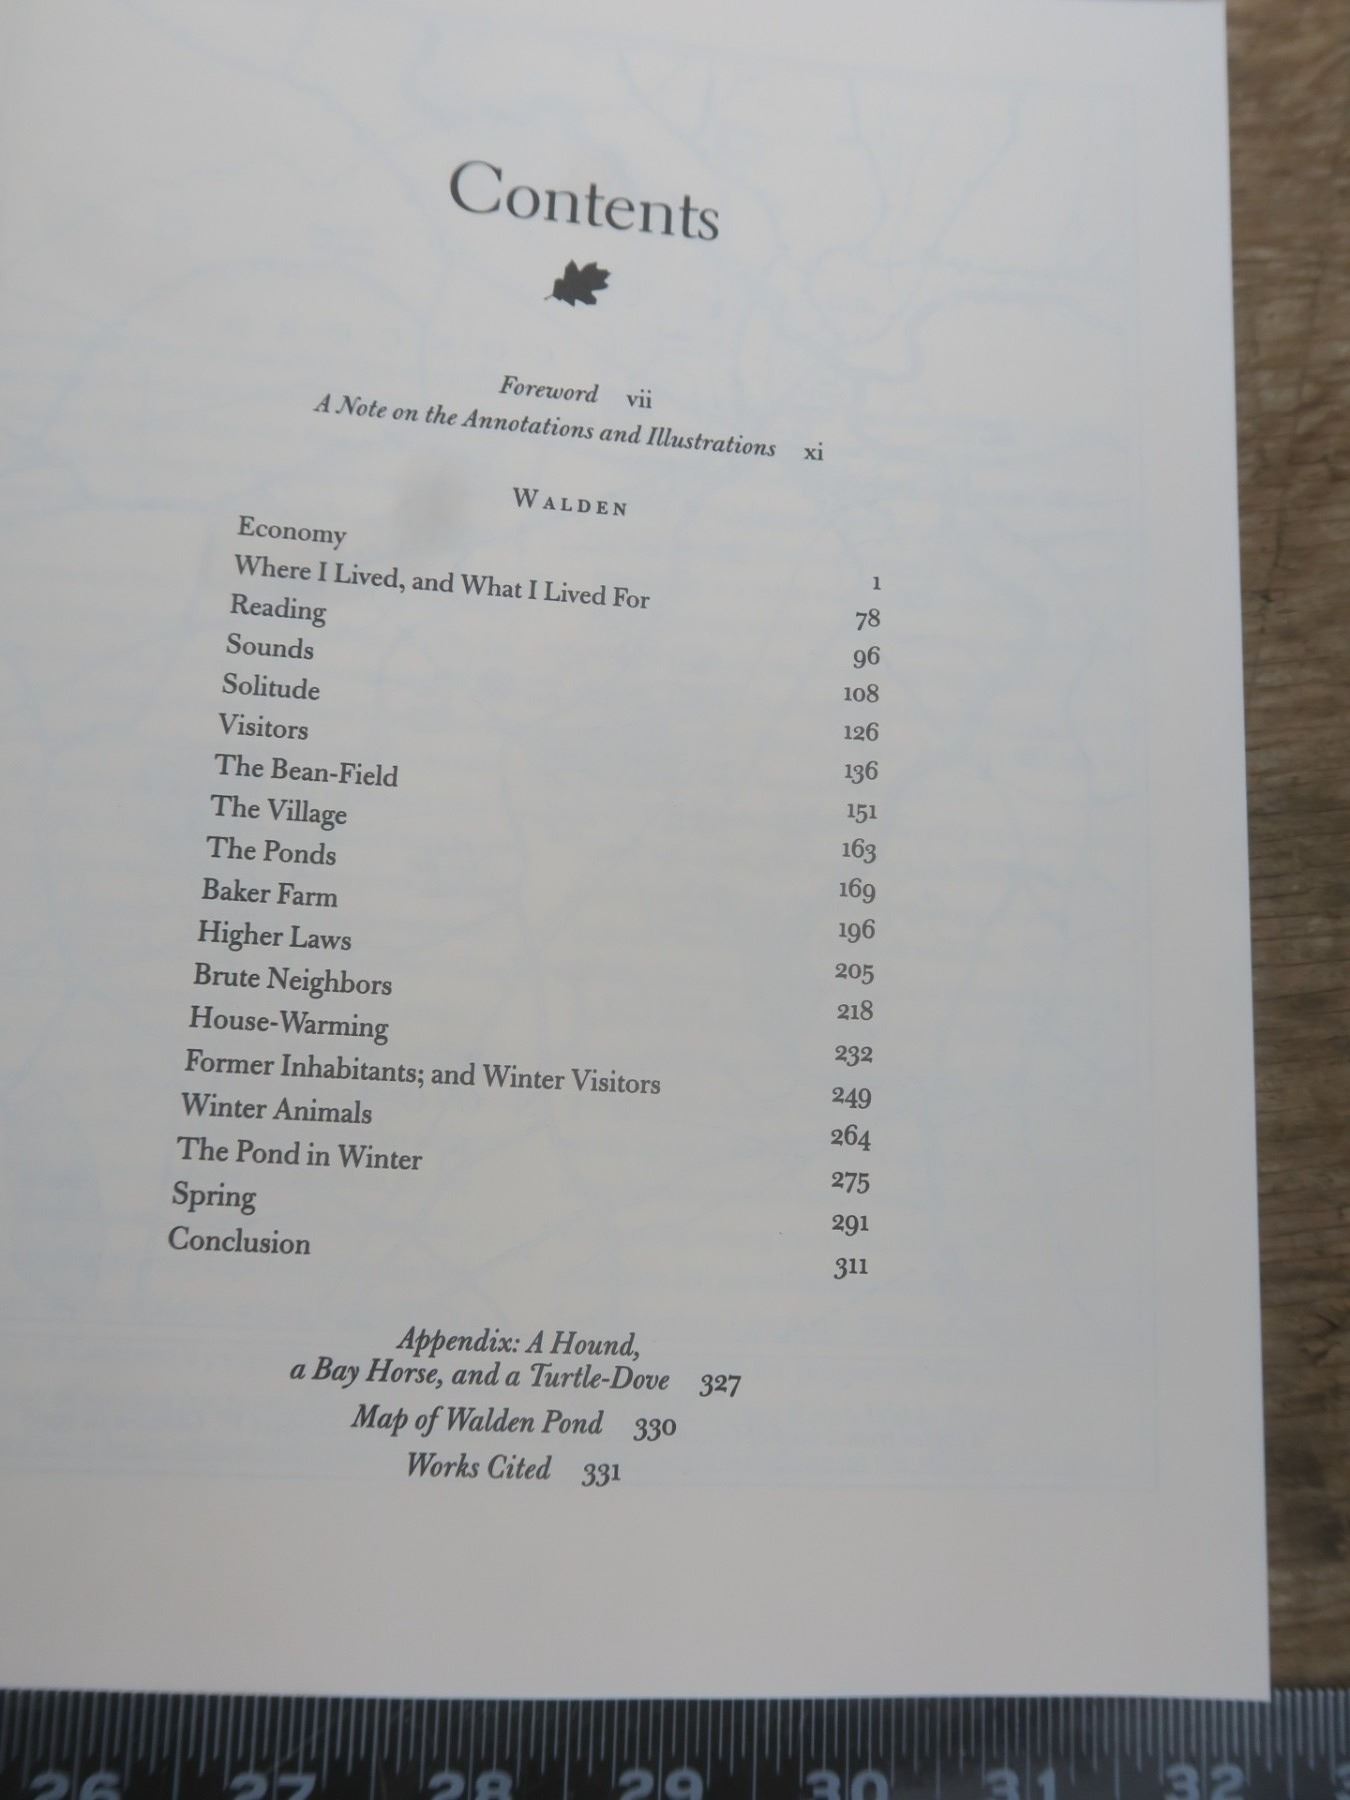 Contents
Foreword vii
A Note on the Annotations and Illustrations xi
WALDEN
Economy 1
Where I Lived, and What I Lived For 78
Reading 96
Sounds 108
Solitude 126
Visitors 136
The Bean-Field 151
The Village 163
The Ponds 169
Baker Farm 196
Higher Laws 205
Brute Neighbors 218
House-Warming 232
Former Inhabitants; and Winter Visitors 249
Winter Animals 264
The Pond in Winter 275
Spring 291
Conclusion 311
Appendix: A Hound,
a Bay Horse, and a Turtle-Dove 327
Map of Walden Pond 330
Works Cited 331
26 27 28 29 30 31 32